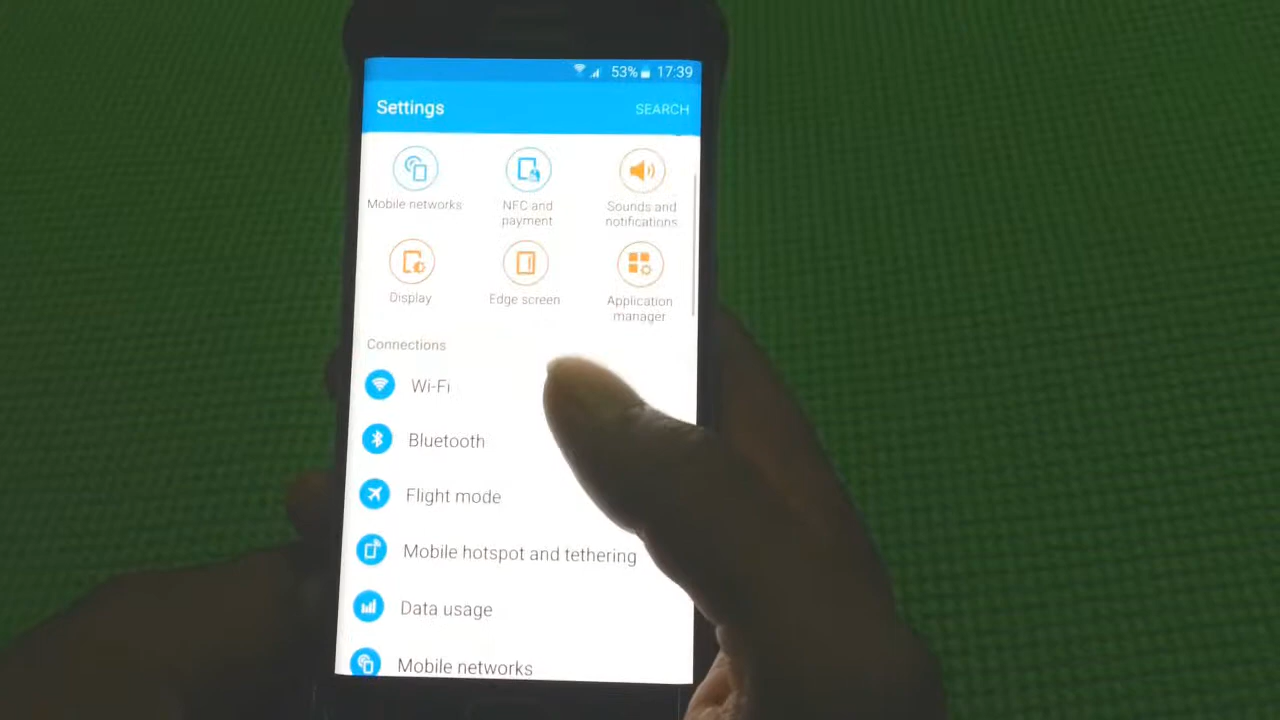 53% 17:39
Settings SEARCH
Mobile networks
NFC and
payment
Sounds and
notifications
Display
Edge screen
Application
manager
Connections
Wi-Fi
Bluetooth
Flight mode
Mobile hotspot and tethering
Data usage
Mobile networks